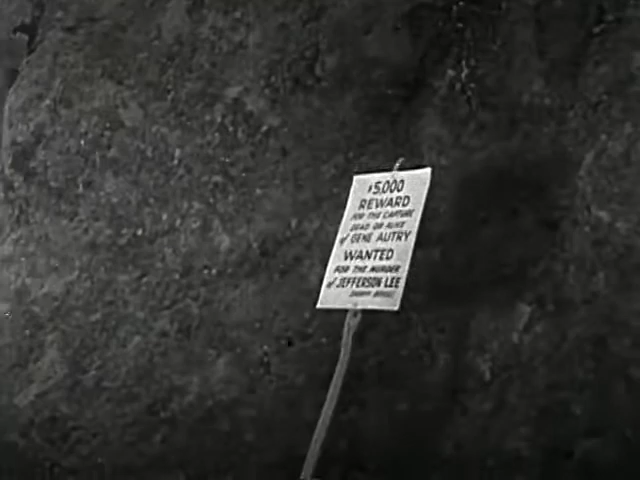 $5,000
REWARD
FOR THE CAPTURE
DEAD OR ALIVE
of GENE AUTRY
WANTED
FOR THE MURDER
of JEFFERSON LEE